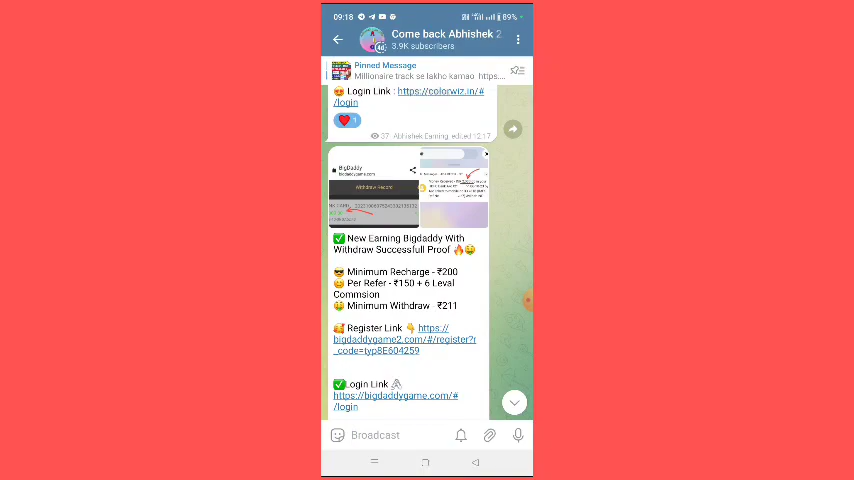 09:18
89%
Come back Abhishek 2
3.9K subscribers
Pinned Message
Millionaire track se lakho kamao https:...
😍 Login Link : https://colorwiz.in/#
/login
❤️ 1
37 Abhishek Earning, edited 12:17
BigDaddy
bigdaddygame.com
Withdraw Record
✅ New Earning Bigdaddy With
Withdraw Successfull Proof 🔥🤑
😎 Minimum Recharge - ₹200
😊 Per Refer - ₹150 + 6 Leval
Commsion
🤑 Minimum Withdraw - ₹211
🥰 Register Link 👇 https://
bigdaddygame2.com/#/register?r
_code=typ8E604259
✅Login Link 🖇
https://bigdaddygame.com/#
/login
Broadcast